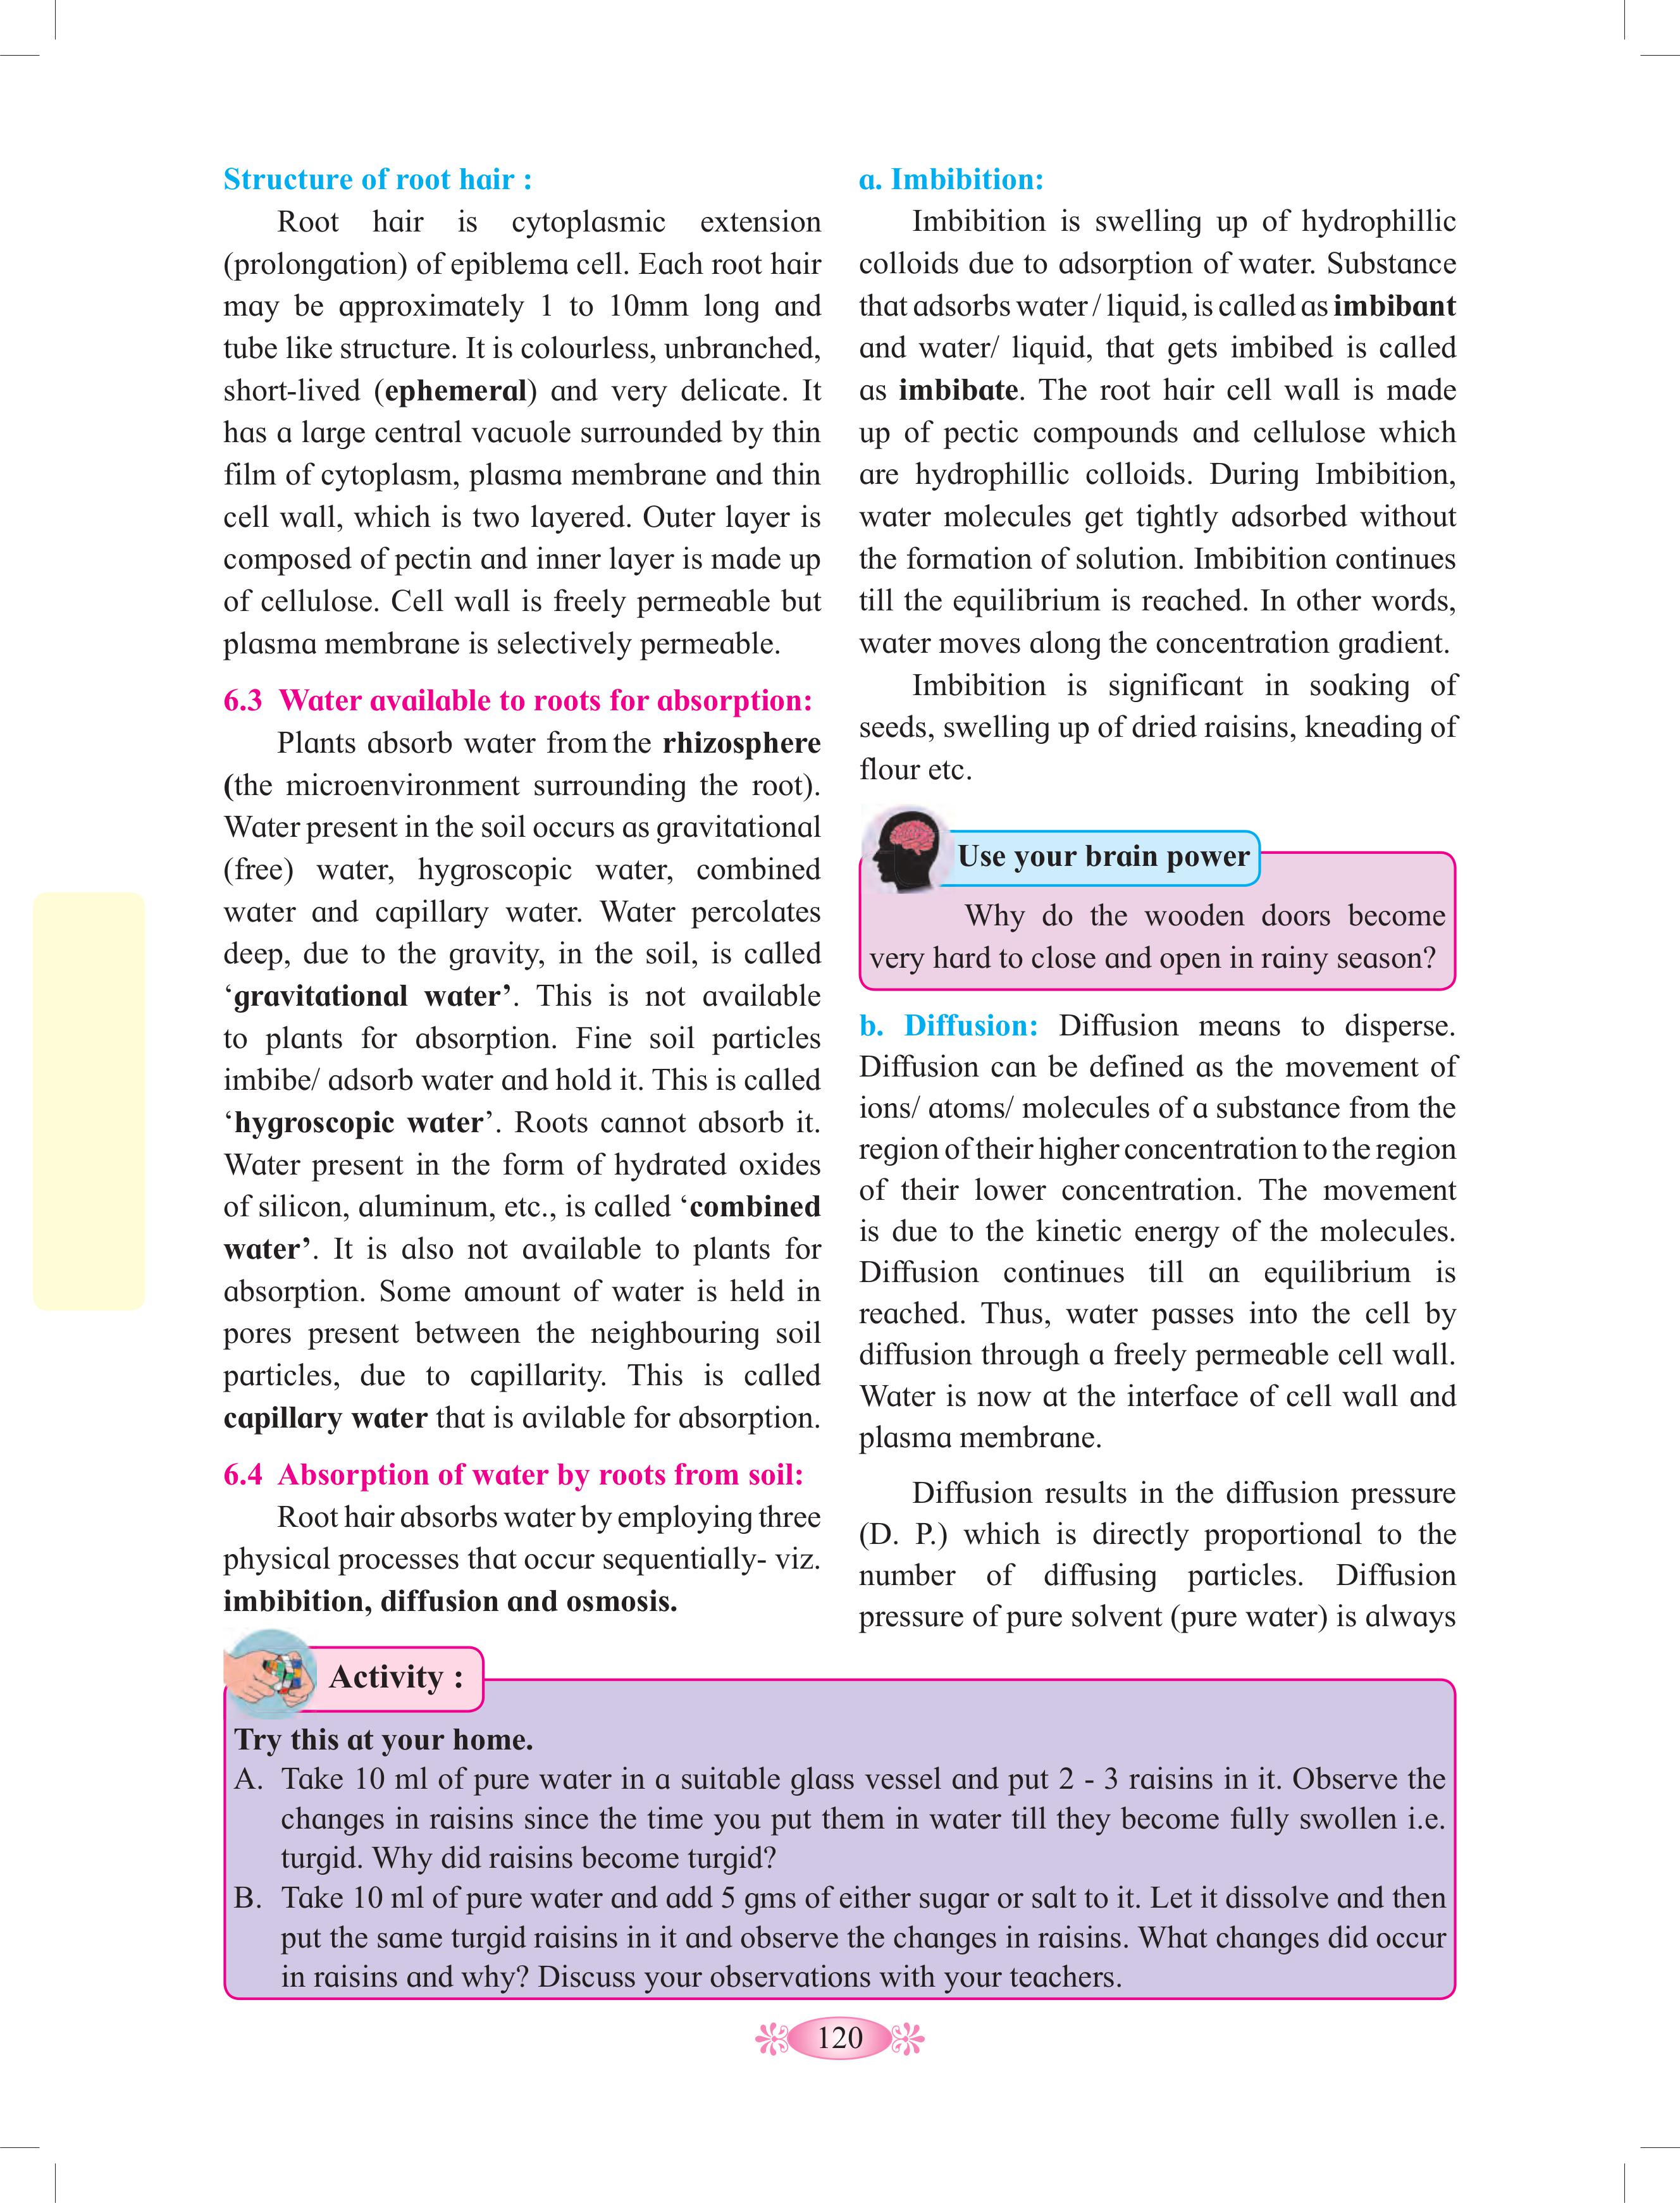 Structure of root hair :
Root hair is cytoplasmic extension
(prolongation) of epiblema cell. Each root hair
may be approximately 1 to 10mm long and
tube like structure. It is colourless, unbranched,
short-lived (ephemeral) and very delicate. It
has a large central vacuole surrounded by thin
film of cytoplasm, plasma membrane and thin
cell wall, which is two layered. Outer layer is
composed of pectin and inner layer is made up
of cellulose. Cell wall is freely permeable but
plasma membrane is selectively permeable.
6.3 Water available to roots for absorption:
Plants absorb water from the rhizosphere
(the microenvironment surrounding the root).
Water present in the soil occurs as gravitational
(free) water, hygroscopic water, combined
water and capillary water. Water percolates
deep, due to the gravity, in the soil, is called
‘gravitational water’. This is not available
to plants for absorption. Fine soil particles
imbibe/ adsorb water and hold it. This is called
‘hygroscopic water’. Roots cannot absorb it.
Water present in the form of hydrated oxides
of silicon, aluminum, etc., is called ‘combined
water’. It is also not available to plants for
absorption. Some amount of water is held in
pores present between the neighbouring soil
particles, due to capillarity. This is called
capillary water that is avilable for absorption.
6.4 Absorption of water by roots from soil:
Root hair absorbs water by employing three
physical processes that occur sequentially- viz.
imbibition, diffusion and osmosis.
a. Imbibition:
Imbibition is swelling up of hydrophillic
colloids due to adsorption of water. Substance
that adsorbs water / liquid, is called as imbibant
and water/ liquid, that gets imbibed is called
as imbibate. The root hair cell wall is made
up of pectic compounds and cellulose which
are hydrophillic colloids. During Imbibition,
water molecules get tightly adsorbed without
the formation of solution. Imbibition continues
till the equilibrium is reached. In other words,
water moves along the concentration gradient.
Imbibition is significant in soaking of
seeds, swelling up of dried raisins, kneading of
flour etc.
Use your brain power
Why do the wooden doors become
very hard to close and open in rainy season?
b. Diffusion: Diffusion means to disperse.
Diffusion can be defined as the movement of
ions/ atoms/ molecules of a substance from the
region of their higher concentration to the region
of their lower concentration. The movement
is due to the kinetic energy of the molecules.
Diffusion continues till an equilibrium is
reached. Thus, water passes into the cell by
diffusion through a freely permeable cell wall.
Water is now at the interface of cell wall and
plasma membrane.
Diffusion results in the diffusion pressure
(D. P.) which is directly proportional to the
number of diffusing particles. Diffusion
pressure of pure solvent (pure water) is always
Activity :
Try this at your home.
A. Take 10 ml of pure water in a suitable glass vessel and put 2 - 3 raisins in it. Observe the
changes in raisins since the time you put them in water till they become fully swollen i.e.
turgid. Why did raisins become turgid?
B. Take 10 ml of pure water and add 5 gms of either sugar or salt to it. Let it dissolve and then
put the same turgid raisins in it and observe the changes in raisins. What changes did occur
in raisins and why? Discuss your observations with your teachers.
120